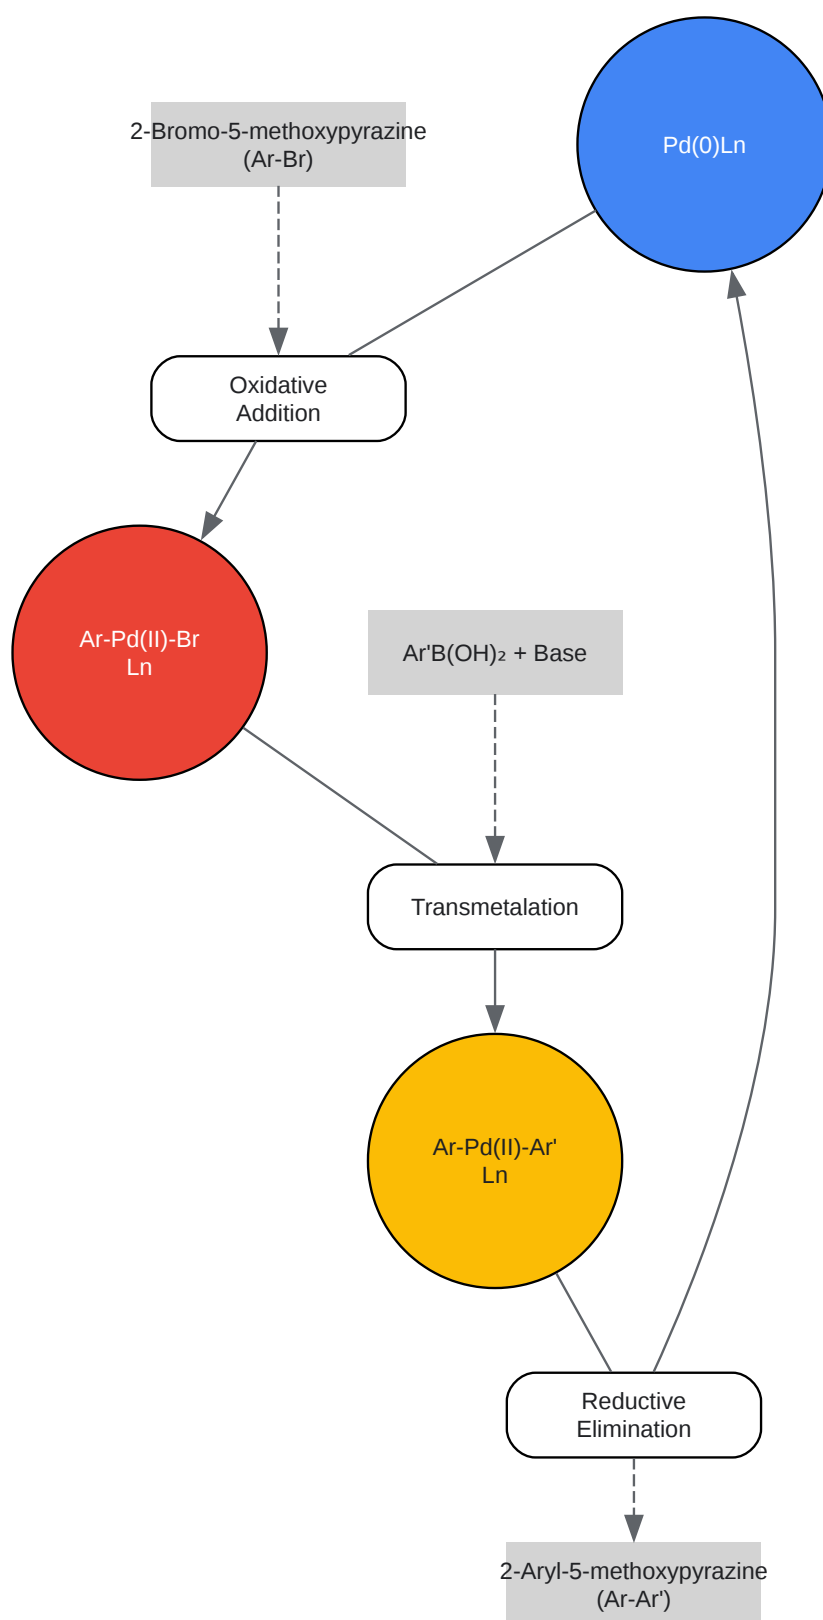 2-Bromo-5-methoxypyrazine
(Ar-Br)
Pd(0)Ln
Oxidative
Addition
Ar-Pd(II)-Br
Ln
Ar'B(OH)₂ + Base
Transmetalation
Ar-Pd(II)-Ar'
Ln
Reductive
Elimination
2-Aryl-5-methoxypyrazine
(Ar-Ar')